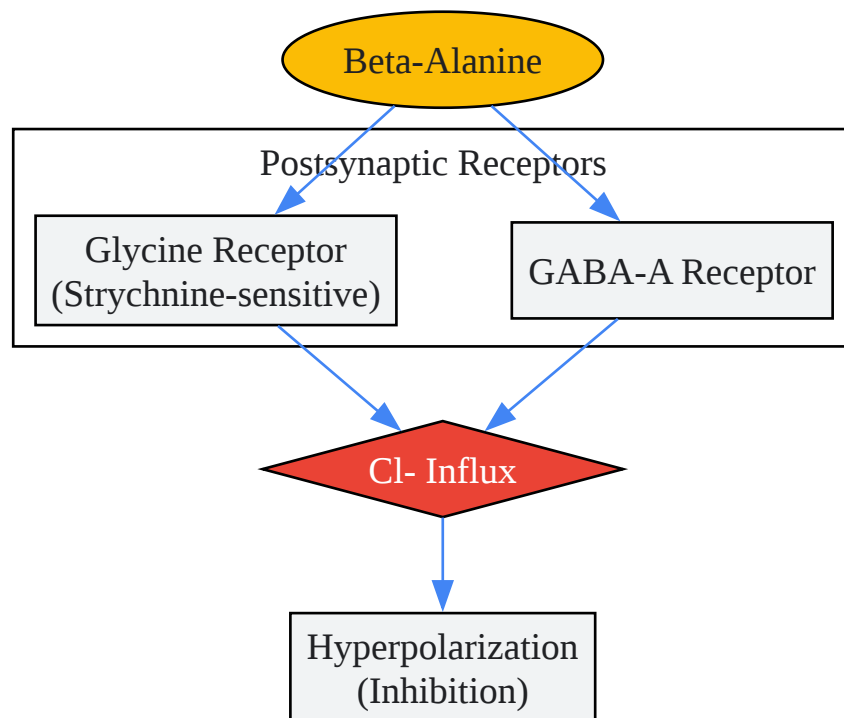 Beta-Alanine
Postsynaptic Receptors
Glycine Receptor
(Strychnine-sensitive)
GABA-A Receptor
Cl- Influx
Hyperpolarization
(Inhibition)